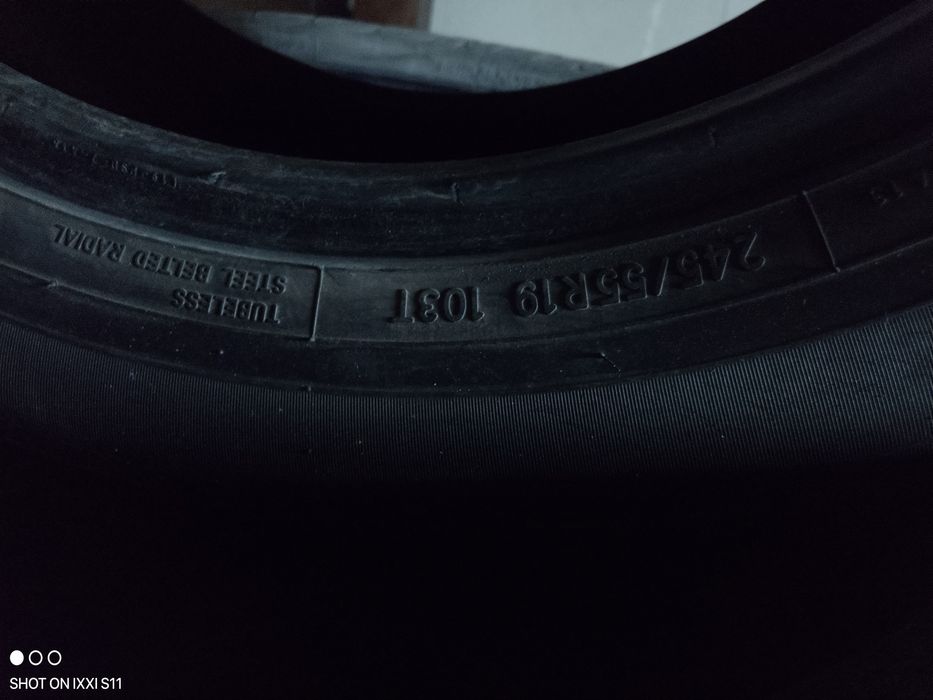 245/55R19 103T
TUBELESS
STEEL BELTED RADIAL
SHOT ON IXXI S11